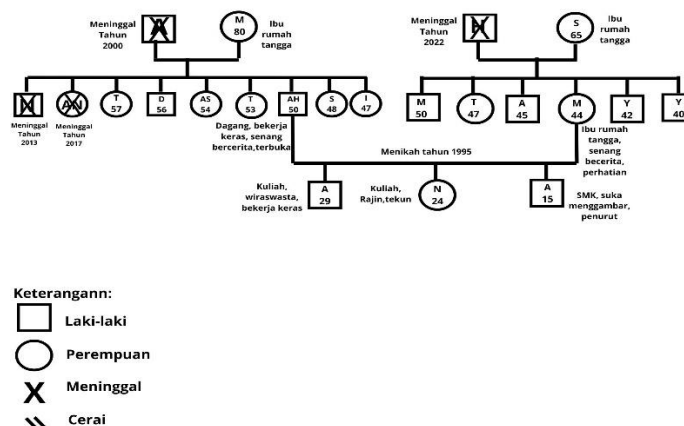 Meninggal
Tahun
2000
A
M
80
Ibu
rumah
tangga
Meninggal
Tahun
2022
H
S
65
Ibu
rumah
tangga
Meninggal
Tahun
2013
AN
Meninggal
Tahun
2017
T
57
D
56
AS
54
T
53
AH
50
S
48
I
47
Dagang, bekerja
keras, senang
bercerita,terbuka
M
50
T
47
A
45
M
44
Y
42
Y
40
Ibu rumah
tangga,
senang
becerita,
perhatian
Menikah tahun 1995
Kuliah,
wiraswasta,
bekerja keras
A
29
Kuliah,
Rajin,tekun
N
24
A
15
SMK, suka
menggambar,
penurut
Keterangann:
Laki-laki
Perempuan
Meninggal
Cerai